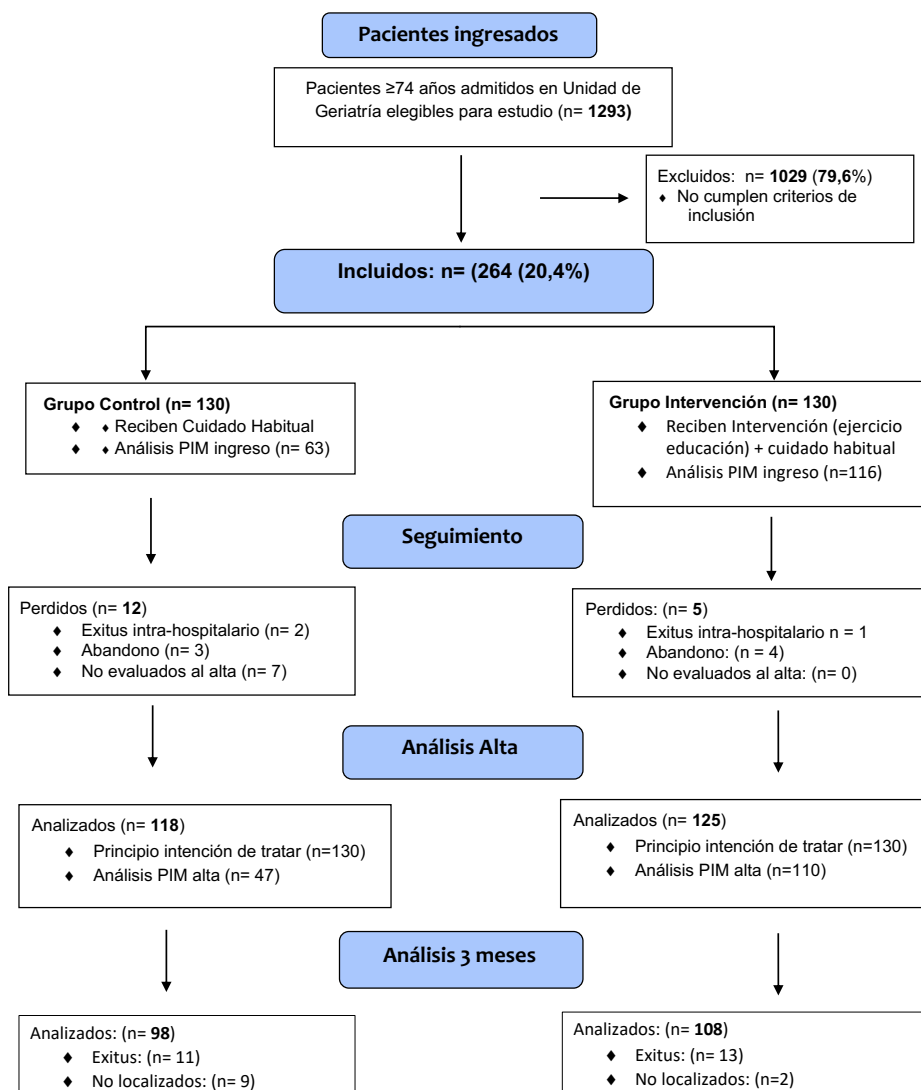 Pacientes ingresados
Pacientes ≥74 años admitidos en Unidad de
Geriatría elegibles para estudio (n= 1293)
Excluidos: n= 1029 (79,6%)
♦ No cumplen criterios de
inclusión
Incluidos: n= (264 (20,4%)
Grupo Control (n= 130)
♦ ♦ Reciben Cuidado Habitual
♦ ♦ Análisis PIM ingreso (n= 63)
Grupo Intervención (n= 130)
♦ Reciben Intervención (ejercicio
educación) + cuidado habitual
♦ Análisis PIM ingreso (n=116)
Seguimiento
Perdidos (n= 12)
♦ Exitus intra-hospitalario (n= 2)
♦ Abandono (n= 3)
♦ No evaluados al alta (n= 7)
Perdidos: (n= 5)
♦ Exitus intra-hospitalario n = 1
♦ Abandono: (n = 4)
♦ No evaluados al alta: (n= 0)
Análisis Alta
Analizados (n= 118)
♦ Principio intención de tratar (n=130)
♦ Análisis PIM alta (n= 47)
Analizados (n= 125)
♦ Principio intención de tratar (n=130)
♦ Análisis PIM alta (n=110)
Análisis 3 meses
Analizados: (n= 98)
♦ Exitus: (n= 11)
♦ No localizados: (n= 9)
Analizados: (n= 108)
♦ Exitus: (n= 13)
♦ No localizados: (n=2)